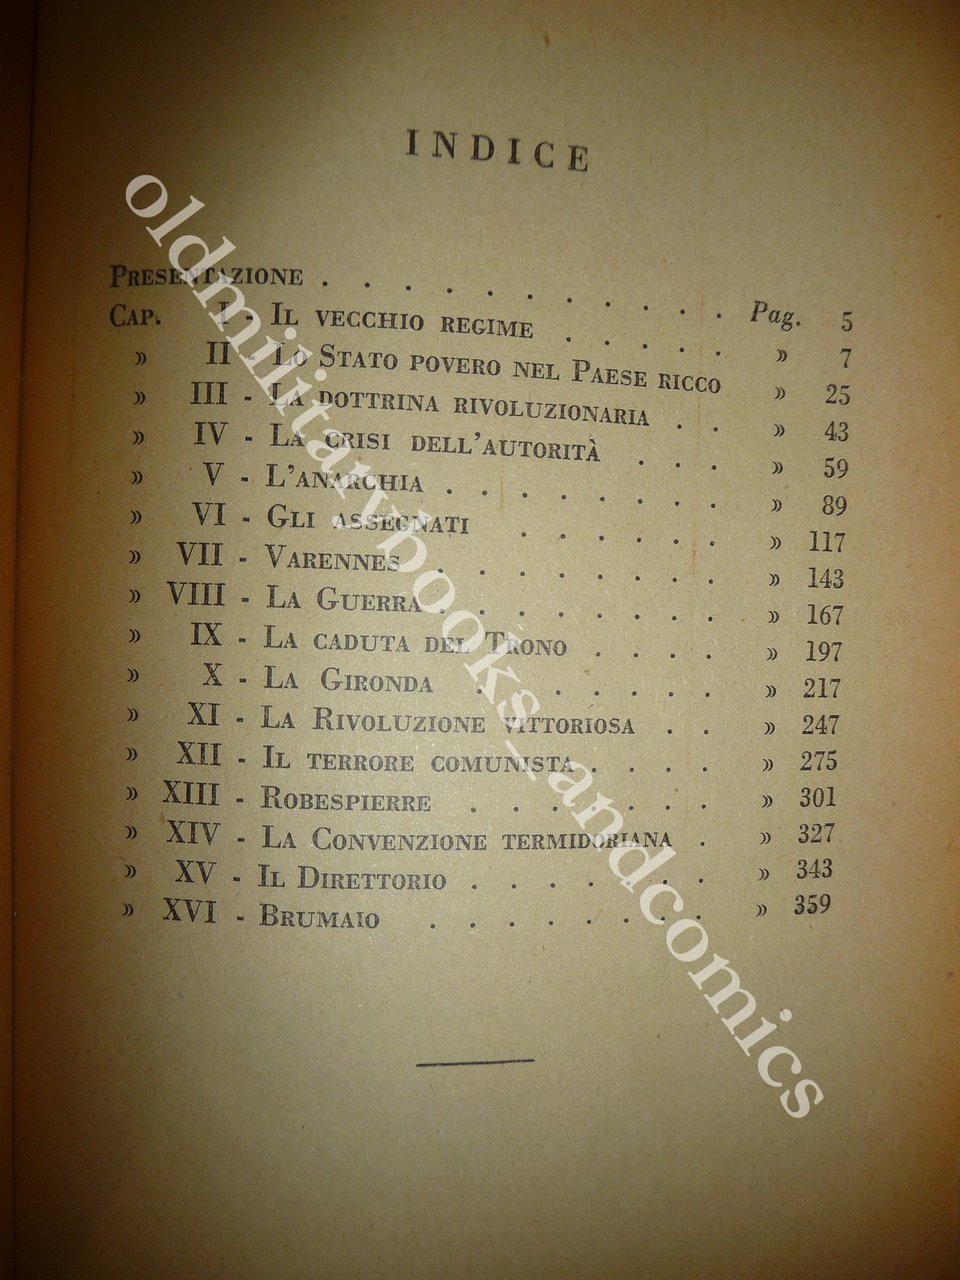 INDICE
PRESENTAZIONE . . . . . . . . . . . Pag. 5
CAP. I - IL VECCHIO REGIME . . . . . » 7
» II - LO STATO POVERO NEL PAESE RICCO » 25
» III - LA DOTTRINA RIVOLUZIONARIA . . » 43
» IV - LA CRISI DELL'AUTORITÀ . . . » 59
» V - L'ANARCHIA . . . . . . . . » 89
» VI - GLI ASSEGNATI . . . . . . » 117
» VII - VARENNES . . . . . . . . » 143
» VIII - LA GUERRA . . . . . . . . » 167
» IX - LA CADUTA DEL TRONO . . . . » 197
» X - LA GIRONDA . . . . . . . » 217
» XI - LA RIVOLUZIONE VITTORIOSA . . » 247
» XII - IL TERRORE COMUNISTA . . . . » 275
» XIII - ROBESPIERRE . . . . . . . » 301
» XIV - LA CONVENZIONE TERMIDORIANA . » 327
» XV - IL DIRETTORIO . . . . . . . » 343
» XVI - BRUMAIO . . . . . . . . » 359
oldmilitarybooks_andcomics